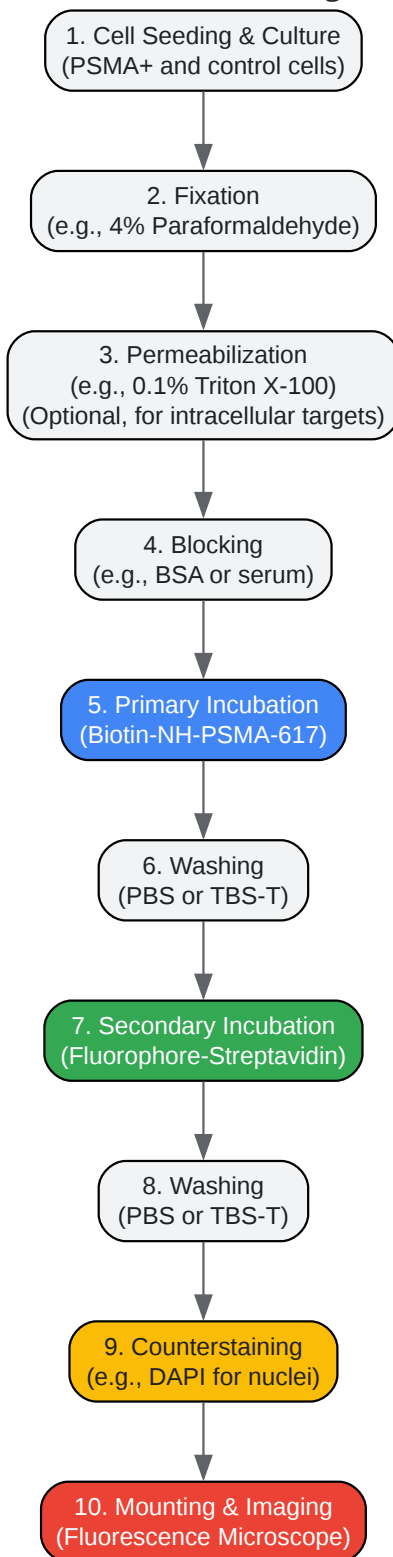 1. Cell Seeding & Culture
(PSMA+ and control cells)
2. Fixation
(e.g., 4% Paraformaldehyde)
3. Permeabilization
(e.g., 0.1% Triton X-100)
(Optional, for intracellular targets)
4. Blocking
(e.g., BSA or serum)
5. Primary Incubation
(Biotin-NH-PSMA-617)
6. Washing
(PBS or TBS-T)
7. Secondary Incubation
(Fluorophore-Streptavidin)
8. Washing
(PBS or TBS-T)
9. Counterstaining
(e.g., DAPI for nuclei)
10. Mounting & Imaging
(Fluorescence Microscope)